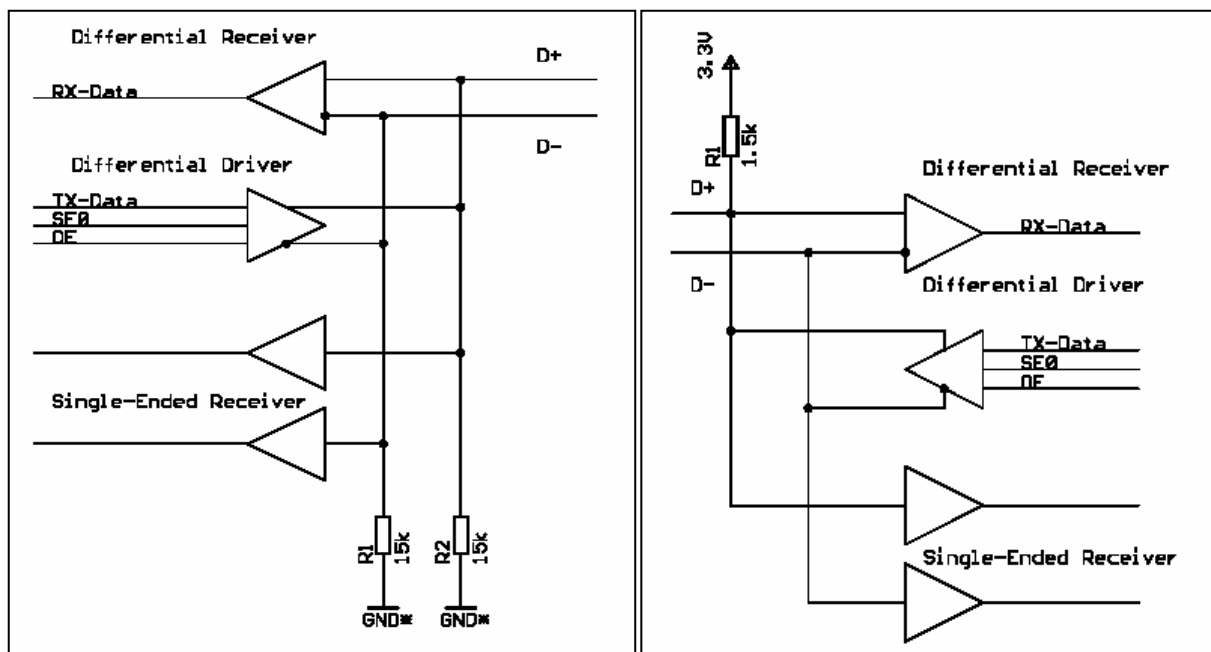 Differential Receiver
D+
RX-Data
D-
Differential Driver
TX-Data
SE0
OE
Single-Ended Receiver
R1
15k
R2
15k
GND*
GND*
3.3V
R1
1.5k
D+
Differential Receiver
RX-Data
D-
Differential Driver
TX-Data
SE0
OE
Single-Ended Receiver